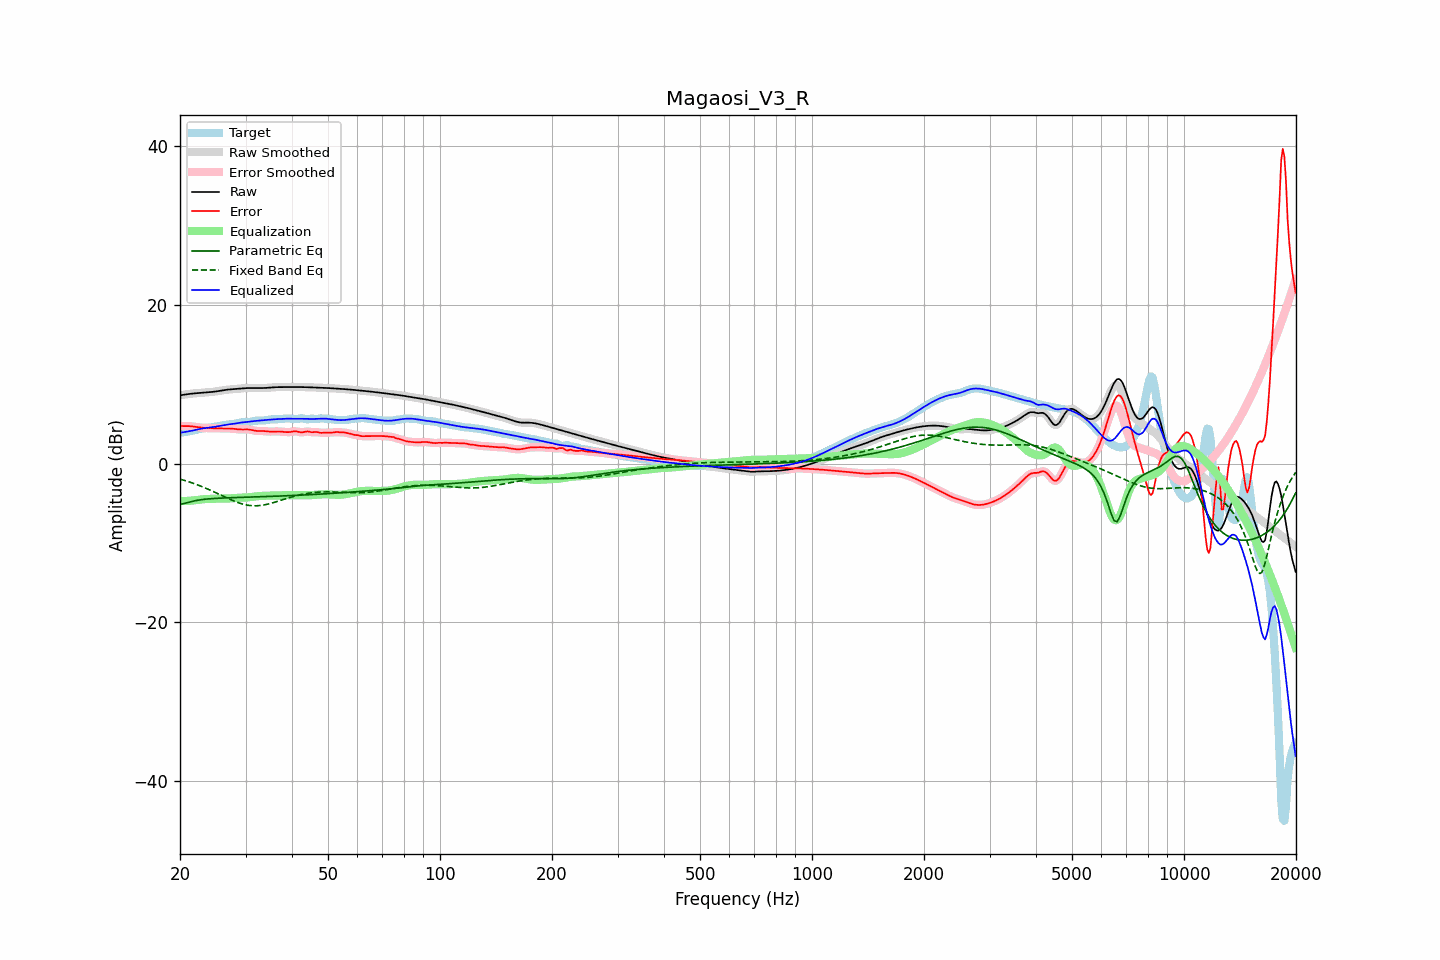 Magaosi_V3_R
Target
Raw Smoothed
Error Smoothed
Raw
Error
Equalization
Parametric Eq
Fixed Band Eq
Equalized
40
20
0
−20
−40
Amplitude (dBr)
20 50 100 200 500 1000 2000 5000 10000 20000
Frequency (Hz)